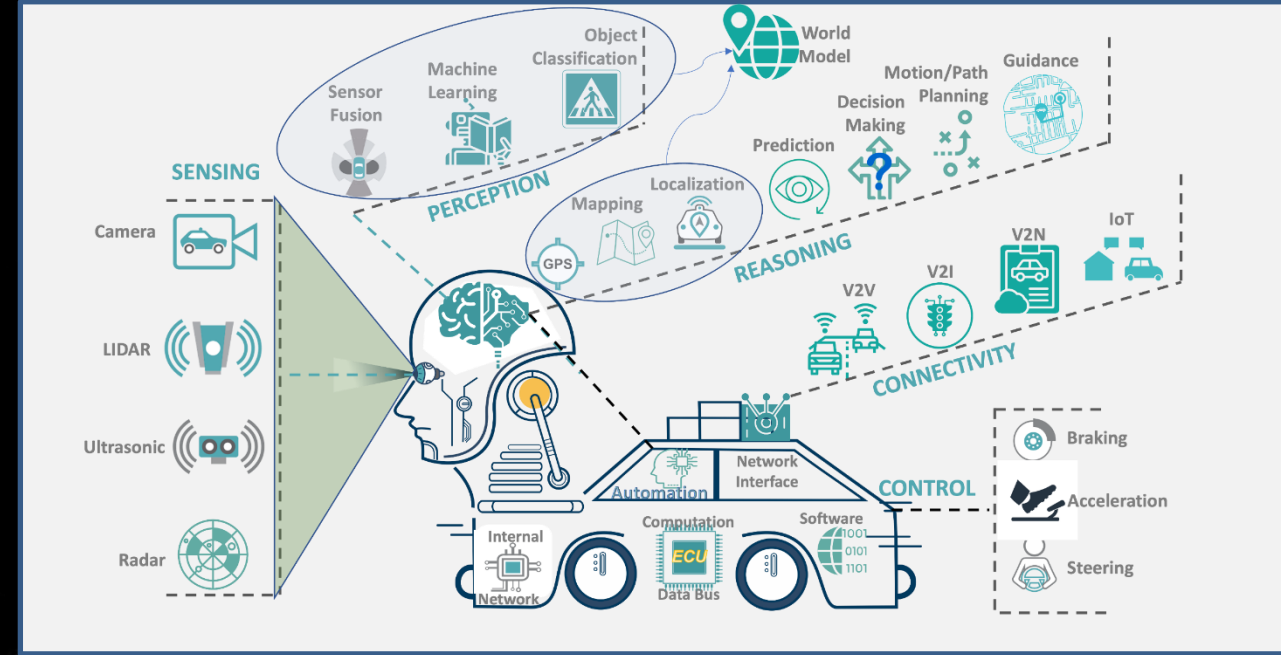 SENSING
Camera
LIDAR
Ultrasonic
Radar
Sensor
Fusion
Machine
Learning
Object
Classification
PERCEPTION
World
Model
GPS
Mapping
Localization
Prediction
Decision
Making
Motion/Path
Planning
Guidance
REASONING
V2V
V2I
V2N
IoT
CONNECTIVITY
Automation
Network
Interface
Internal
Network
Computation
ECU
Data Bus
Software
1001
0101
1101
CONTROL
Braking
Acceleration
Steering